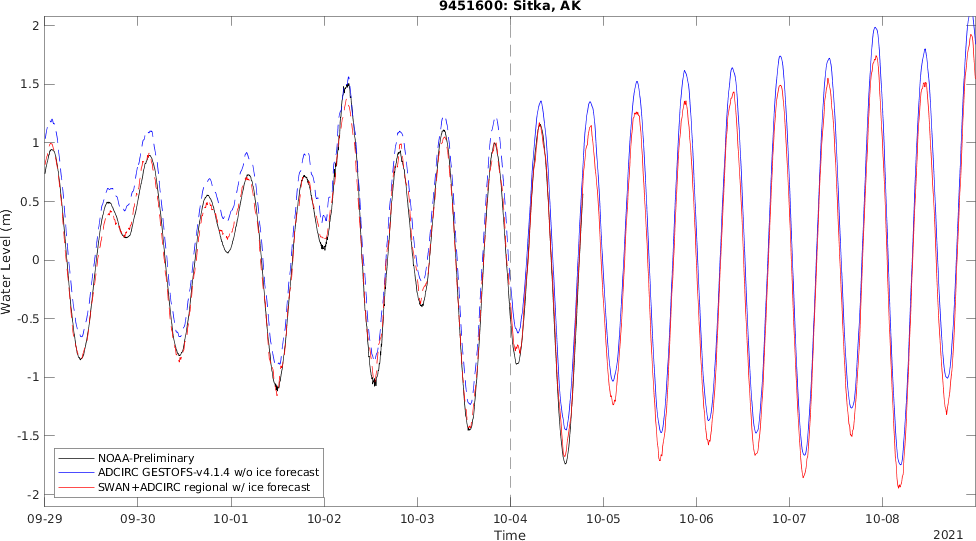 9451600: Sitka, AK
2
1.5
1
0.5
0
-0.5
-1
-1.5
-2
Water Level (m)
NOAA-Preliminary
ADCIRC GESTOFS-v4.1.4 w/o ice forecast
SWAN+ADCIRC regional w/ ice forecast
09-29 09-30 10-01 10-02 10-03 10-04 10-05 10-06 10-07 10-08
Time
2021